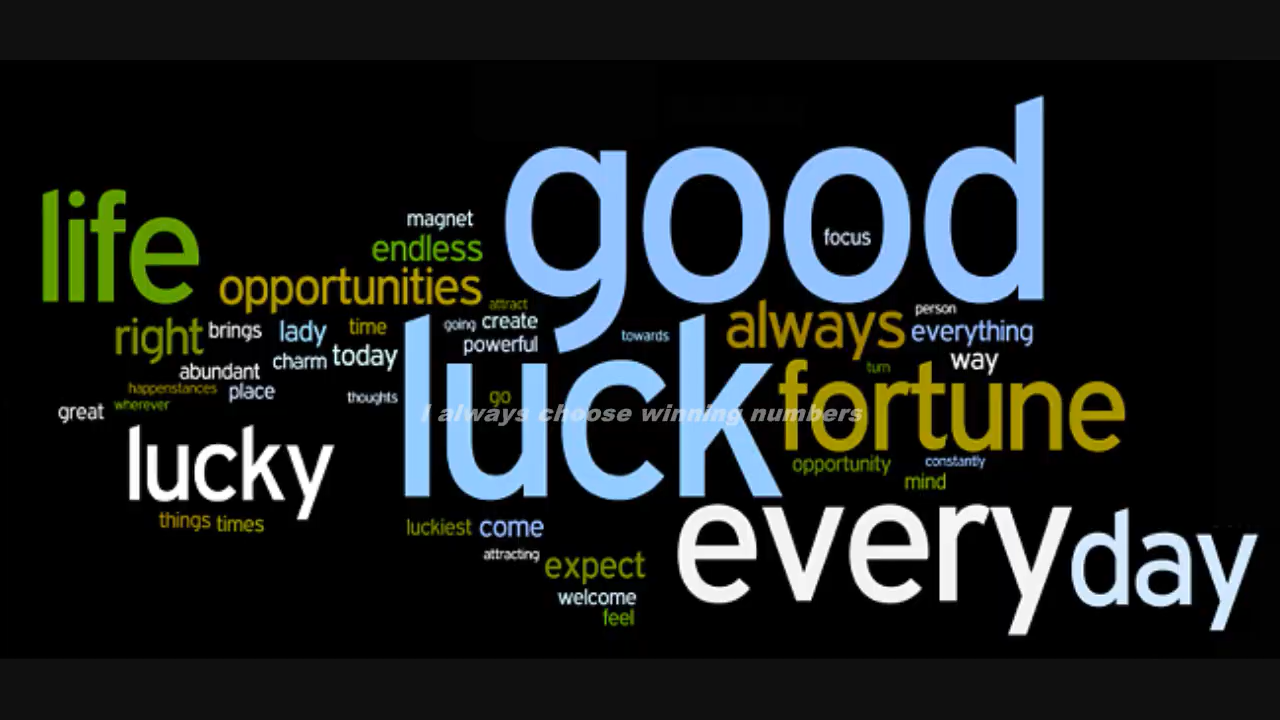 good
life
magnet
focus
endless
opportunities
attract
person
right brings lady time
going create
towards
always everything
powerful
abundant charm today
way
turn
happenstances place
luck
fortune
great wherever
thoughts
go
I always choose winning numbers
lucky
opportunity constantly
mind
things times
luckiest come
every day
attracting
expect
welcome
feel